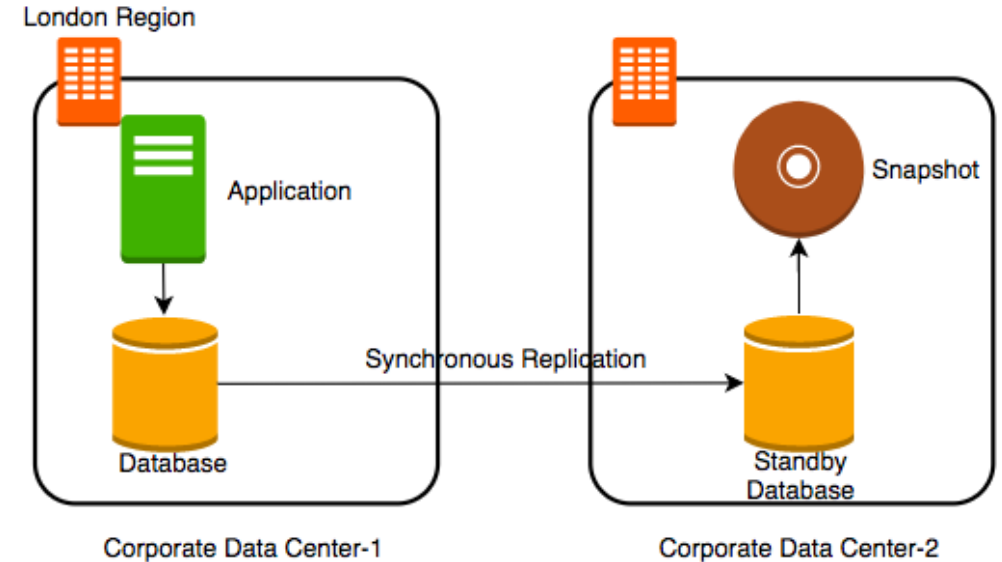 London Region
Application
Snapshot
Synchronous Replication
Database
Standby
Database
Corporate Data Center-1
Corporate Data Center-2